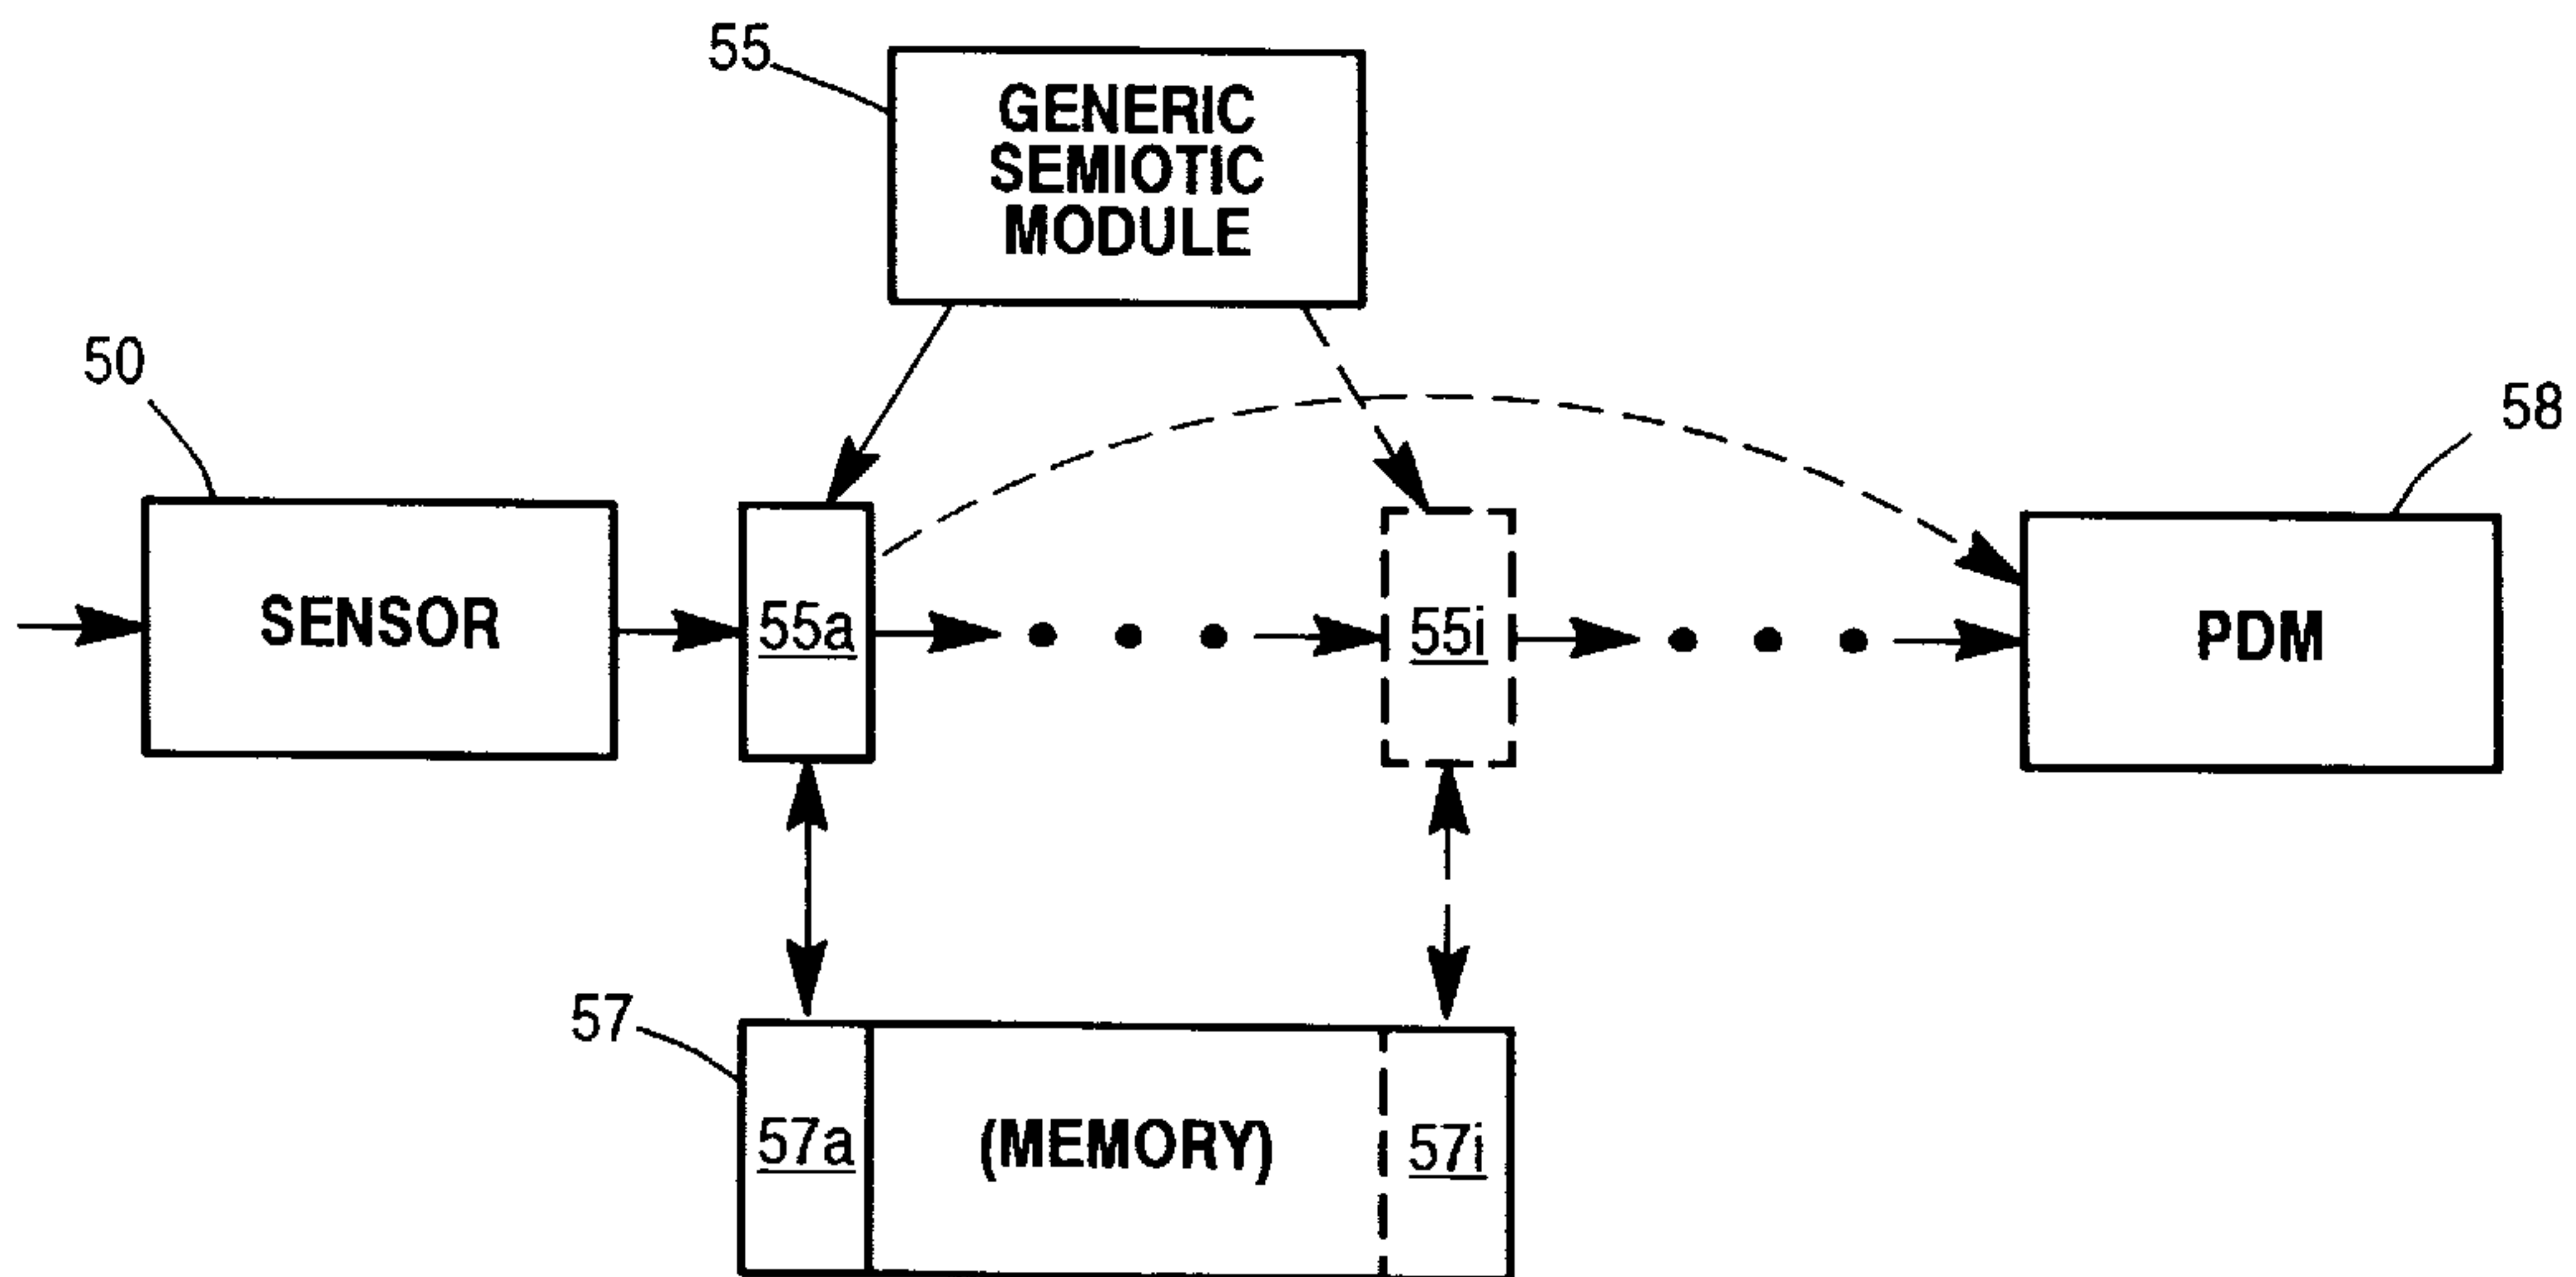 55
GENERIC
SEMIOTIC
MODULE
50
58
SENSOR
55a
55i
PDM
57
57a
(MEMORY)
57i